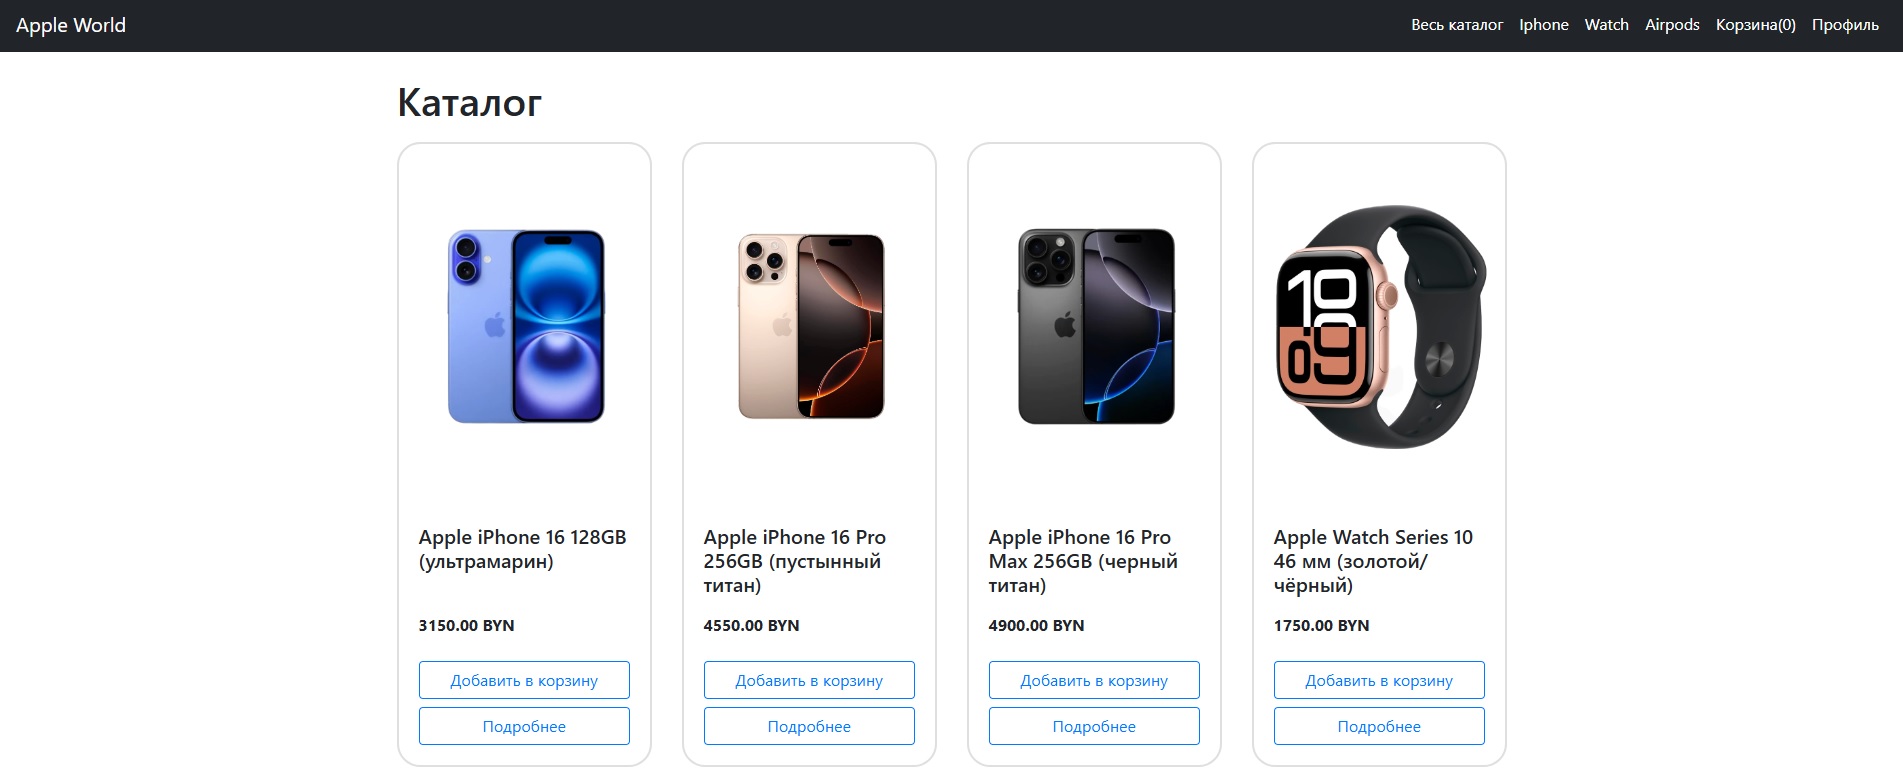 Apple World
Весь каталог Iphone Watch Airpods Корзина(0) Профиль
Каталог
10
09
Apple iPhone 16 128GB
(ультрамарин)
3150.00 BYN
Добавить в корзину
Подробнее
Apple iPhone 16 Pro
256GB (пустынный
титан)
4550.00 BYN
Добавить в корзину
Подробнее
Apple iPhone 16 Pro
Max 256GB (черный
титан)
4900.00 BYN
Добавить в корзину
Подробнее
Apple Watch Series 10
46 мм (золотой/
чёрный)
1750.00 BYN
Добавить в корзину
Подробнее